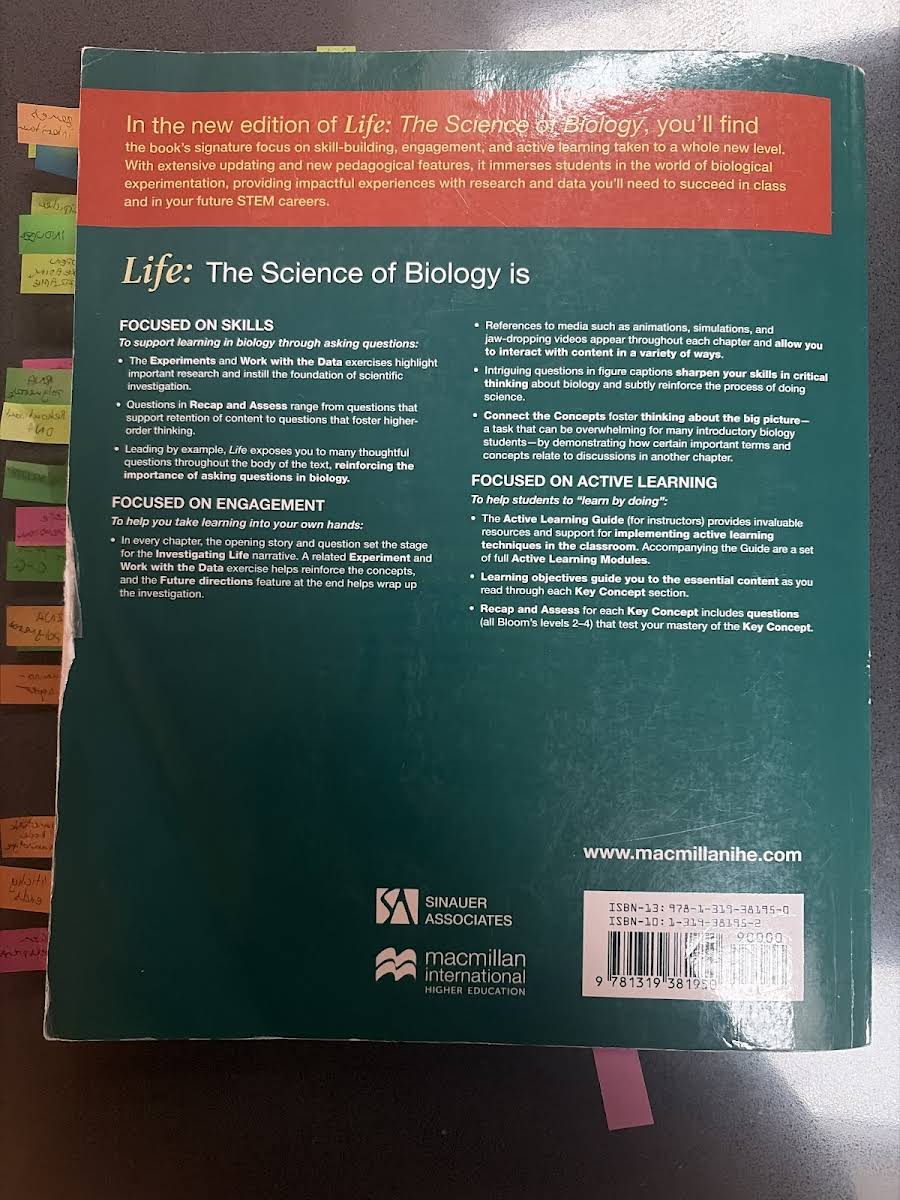 In the new edition of Life: The Science of Biology, you'll find
the book's signature focus on skill-building, engagement, and active learning taken to a whole new level.
With extensive updating and new pedagogical features, it immerses students in the world of biological
experimentation, providing impactful experiences with research and data you'll need to succeed in class
and in your future STEM careers.
Life: The Science of Biology is
FOCUSED ON SKILLS
To support learning in biology through asking questions:
• The Experiments and Work with the Data exercises highlight
important research and instill the foundation of scientific
investigation.
• Questions in Recap and Assess range from questions that
support retention of content to questions that foster higher-
order thinking.
• Leading by example, Life exposes you to many thoughtful
questions throughout the body of the text, reinforcing the
importance of asking questions in biology.
FOCUSED ON ENGAGEMENT
To help you take learning into your own hands:
• In every chapter, the opening story and question set the stage
for the Investigating Life narrative. A related Experiment and
Work with the Data exercise helps reinforce the concepts,
and the Future directions feature at the end helps wrap up
the investigation.
• References to media such as animations, simulations, and
jaw-dropping videos appear throughout each chapter and allow you
to interact with content in a variety of ways.
• Intriguing questions in figure captions sharpen your skills in critical
thinking about biology and subtly reinforce the process of doing
science.
• Connect the Concepts foster thinking about the big picture—
a task that can be overwhelming for many introductory biology
students—by demonstrating how certain important terms and
concepts relate to discussions in another chapter.
FOCUSED ON ACTIVE LEARNING
To help students to "learn by doing":
• The Active Learning Guide (for instructors) provides invaluable
resources and support for implementing active learning
techniques in the classroom. Accompanying the Guide are a set
of full Active Learning Modules.
• Learning objectives guide you to the essential content as you
read through each Key Concept section.
• Recap and Assess for each Key Concept includes questions
(all Bloom's levels 2–4) that test your mastery of the Key Concept.
www.macmillanihe.com
SA SINAUER
ASSOCIATES
macmillan
international
HIGHER EDUCATION
ISBN-13: 978-1-319-38195-0
ISBN-10: 1-319-38195-2
90000
9 781319 381950